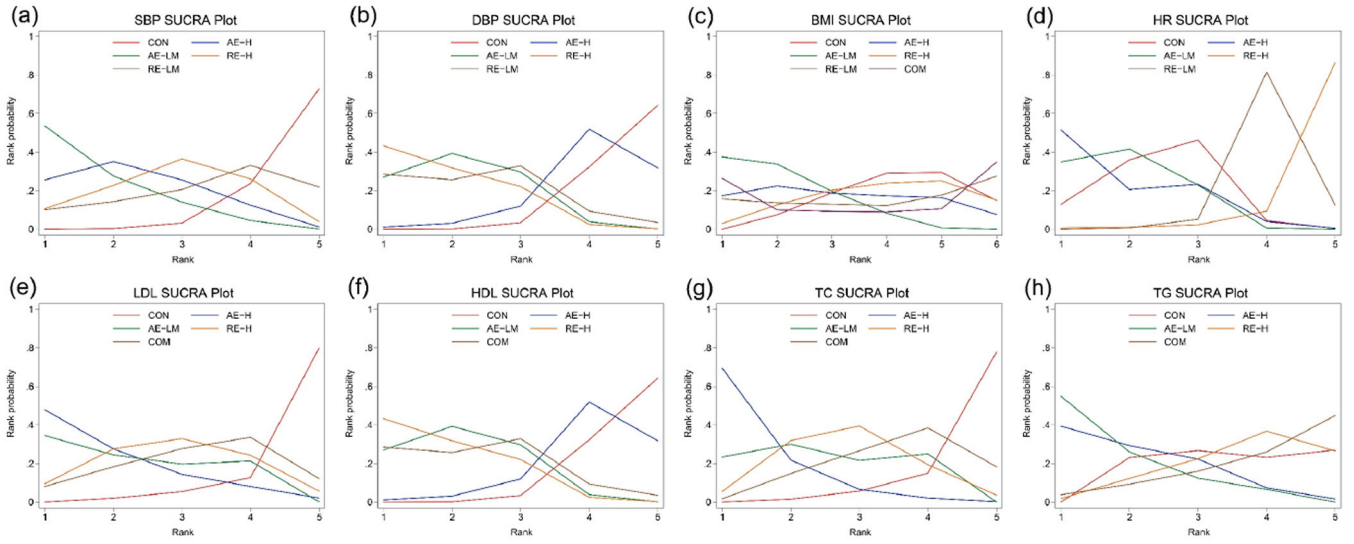 (a) SBP SUCRA Plot
CON AE-H
AE-LM RE-H
RE-LM
Rank probability
1
.8
.6
.4
.2
0
1 2 3 4 5
Rank
(b) DBP SUCRA Plot
CON AE-H
AE-LM RE-H
RE-LM
Rank probability
1
.8
.6
.4
.2
0
1 2 3 4 5
Rank
(c) BMI SUCRA Plot
CON AE-H
AE-LM RE-H
RE-LM COM
Rank probability
1
.8
.6
.4
.2
0
1 2 3 4 5 6
Rank
(d) HR SUCRA Plot
CON AE-H
AE-LM RE-H
RE-LM
Rank probability
1
.8
.6
.4
.2
0
1 2 3 4 5
Rank
(e) LDL SUCRA Plot
CON AE-H
AE-LM RE-H
COM
Rank probability
1
.8
.6
.4
.2
0
1 2 3 4 5
Rank
(f) HDL SUCRA Plot
CON AE-H
AE-LM RE-H
COM
Rank probability
1
.8
.6
.4
.2
0
1 2 3 4 5
Rank
(g) TC SUCRA Plot
CON AE-H
AE-LM RE-H
COM
Rank probability
1
.8
.6
.4
.2
0
1 2 3 4 5
Rank
(h) TG SUCRA Plot
CON AE-H
AE-LM RE-H
COM
Rank probability
1
.8
.6
.4
.2
0
1 2 3 4 5
Rank